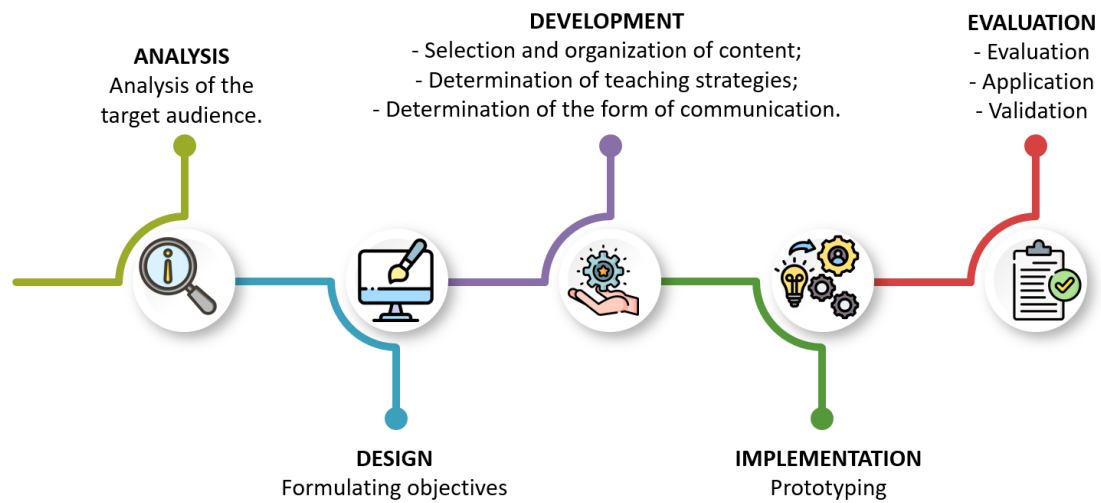 ANALYSIS
Analysis of the
target audience.
DESIGN
Formulating objectives
DEVELOPMENT
- Selection and organization of content;
- Determination of teaching strategies;
- Determination of the form of communication.
IMPLEMENTATION
Prototyping
EVALUATION
- Evaluation
- Application
- Validation